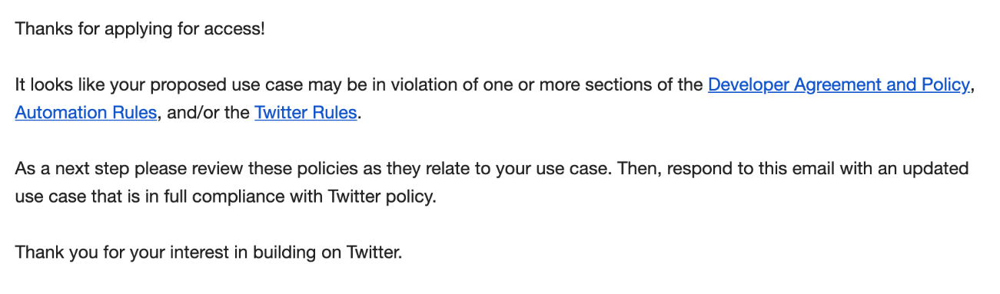 Thanks for applying for access!
It looks like your proposed use case may be in violation of one or more sections of the Developer Agreement and Policy,
Automation Rules, and/or the Twitter Rules.
As a next step please review these policies as they relate to your use case. Then, respond to this email with an updated
use case that is in full compliance with Twitter policy.
Thank you for your interest in building on Twitter.